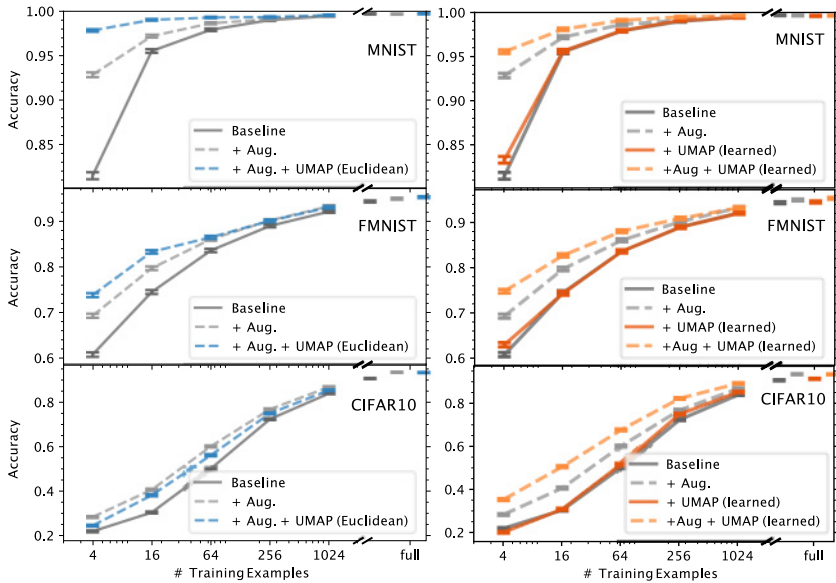 1.00
0.95
0.90
0.85
Accuracy
MNIST
Baseline
+ Aug.
+ Aug. + UMAP (Euclidean)
0.9
0.8
0.7
0.6
Accuracy
FMNIST
Baseline
+ Aug.
+ Aug. + UMAP (Euclidean)
0.8
0.6
0.4
0.2
Accuracy
CIFAR10
Baseline
+ Aug.
+ Aug. + UMAP (Euclidean)
4 16 64 256 1024 full
# Training Examples
1.00
0.95
0.90
0.85
MNIST
Baseline
+ Aug.
+ UMAP (learned)
+Aug + UMAP (learned)
0.9
0.8
0.7
0.6
FMNIST
Baseline
+ Aug.
+ UMAP (learned)
+Aug + UMAP (learned)
0.8
0.6
0.4
0.2
CIFAR10
Baseline
+ Aug.
+ UMAP (learned)
+Aug + UMAP (learned)
4 16 64 256 1024 full
# Training Examples